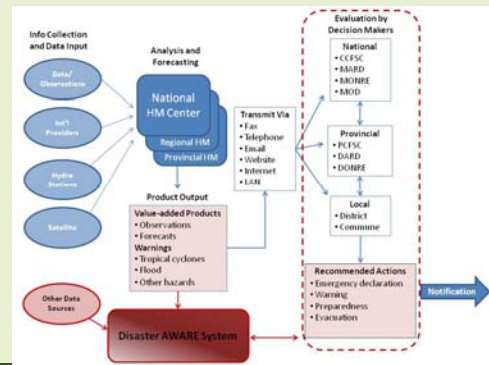 Info Collection
and Data Input
Data/
Observations
Int'l
Providers
Hydro
Stations
Satallite
Other Data
Sources
Analysis and
Forecasting
National
HM Center
Regional HM
Provincial HM
Product Output
Value-added Products
• Observations
• Forecasts
Warnings
• Tropical cyclones
• Flood
• Other hazards
Disaster AWARE System
Transmit Via
• Fax
• Telephone
• Email
• Website
• Internet
• LAN
Evaluation by
Decision Makers
National
• CCFSC
• MARD
• MONRE
• MOD
Provincial
• PCFSC
• DARD
• DONRE
Local
• District
• Commune
Recommended Actions
• Emergency declaration
• Warning
• Preparedness
• Evacuation
Notification